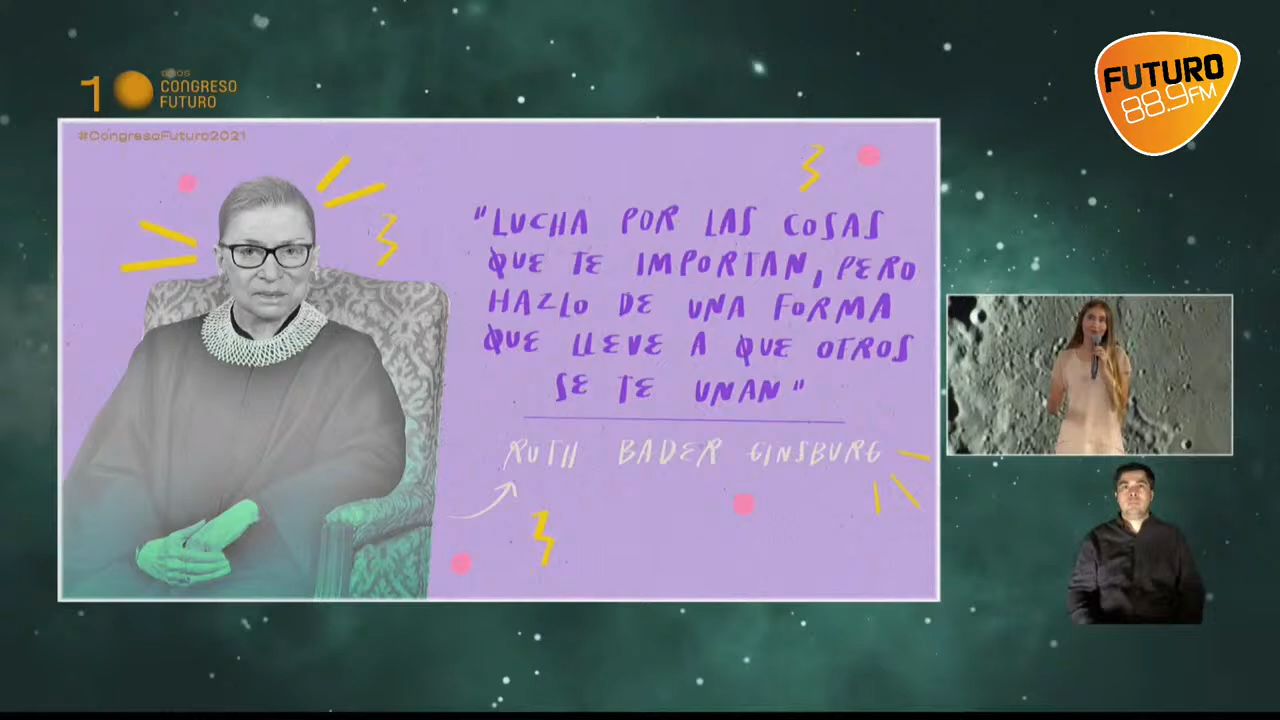 10 AÑOS
CONGRESO
FUTURO
FUTURO
88.9FM
#CongresoFuturo2021
"LUCHA POR LAS COSAS
QUE TE IMPORTAN, PERO
HAZLO DE UNA FORMA
QUE LLEVE A QUE OTROS
SE TE UNAN"
RUTH BADER GINSBURG